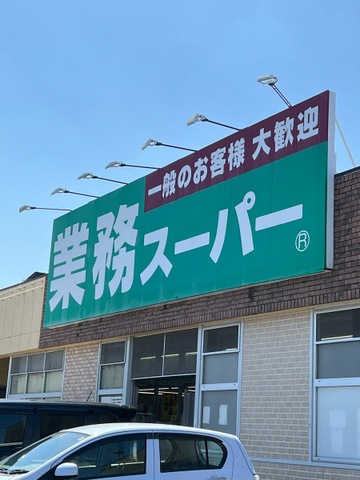 一般のお客様 大歓迎
業務スーパー
®